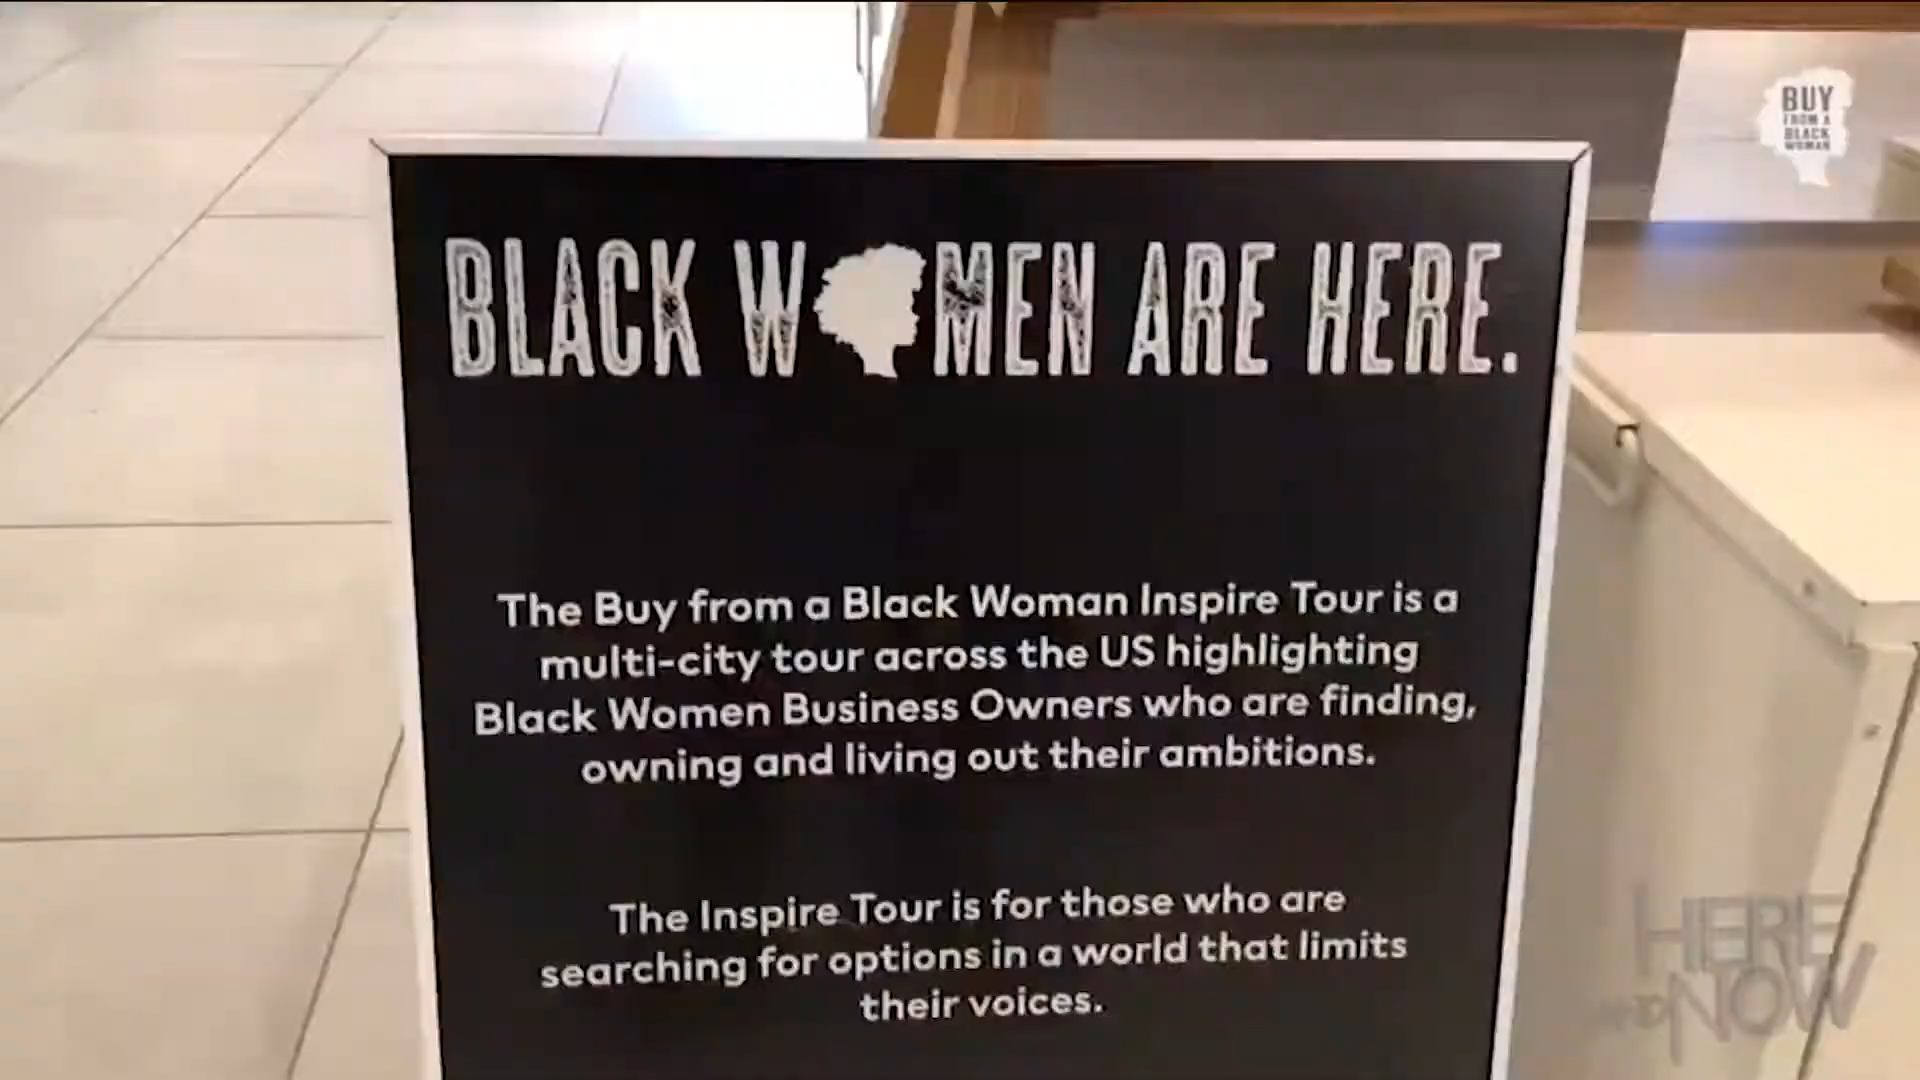 BUY
FROM A
BLACK
WOMAN
BLACK W MEN ARE HERE.
The Buy from a Black Woman Inspire Tour is a
multi-city tour across the US highlighting
Black Women Business Owners who are finding,
owning and living out their ambitions.
The Inspire Tour is for those who are
searching for options in a world that limits
their voices.
HERE
AND NOW